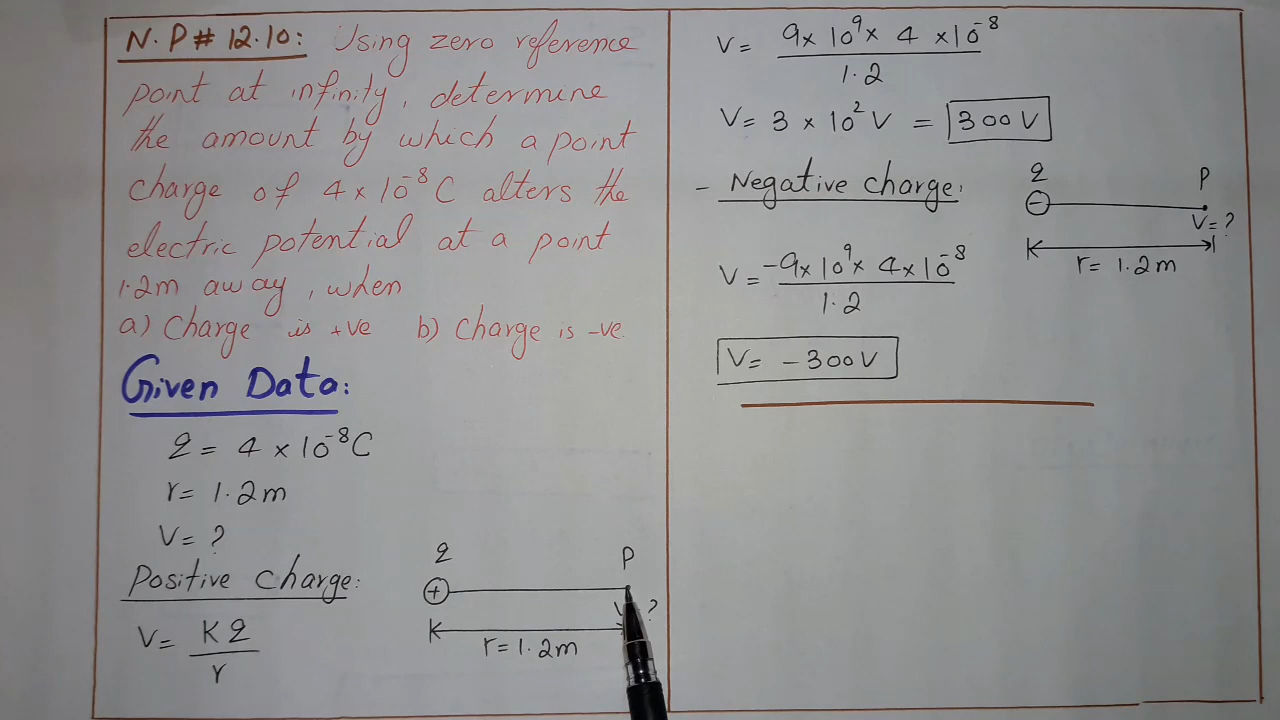 N.P# 12.10: Using zero reference
point at infinity, determine
the amount by which a point
charge of 4 × 10⁻⁸ C alters the
electric potential at a point
1.2m away, when
a) Charge is +ve b) Charge is -ve.
Given Data:
q = 4 × 10⁻⁸ C
r = 1.2m
V = ?
Positive Charge:
V = Kq / r
q P
+
V = ?
r = 1.2m
V = 9 × 10⁹ × 4 × 10⁻⁸ / 1.2
V = 3 × 10² V = 300 V
- Negative charge:
q P
−
V = ?
r = 1.2m
V = -9 × 10⁹ × 4 × 10⁻⁸ / 1.2
V = -300 V